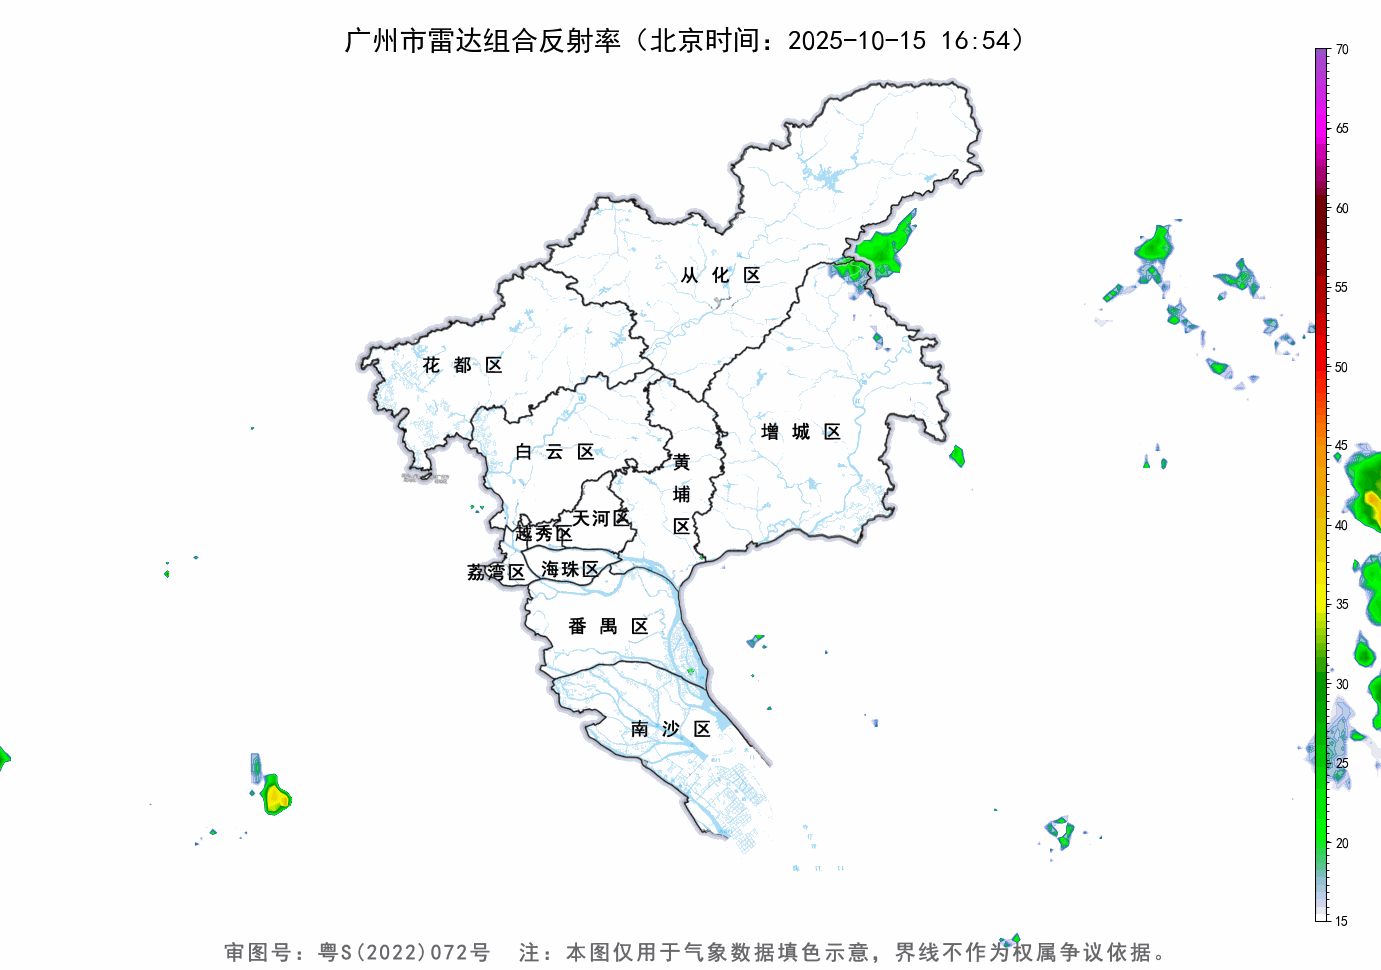 广州市雷达组合反射率（北京时间：2025-10-15 16:54）
70
65
60
55
50
45
40
35
30
25
20
15
从化区
花都区
增城区
白云区
黄埔区
天河区
越秀区
海珠区
荔湾区
番禺区
南沙区
审图号：粤S(2022)072号 注：本图仅用于气象数据填色示意，界线不作为权属争议依据。